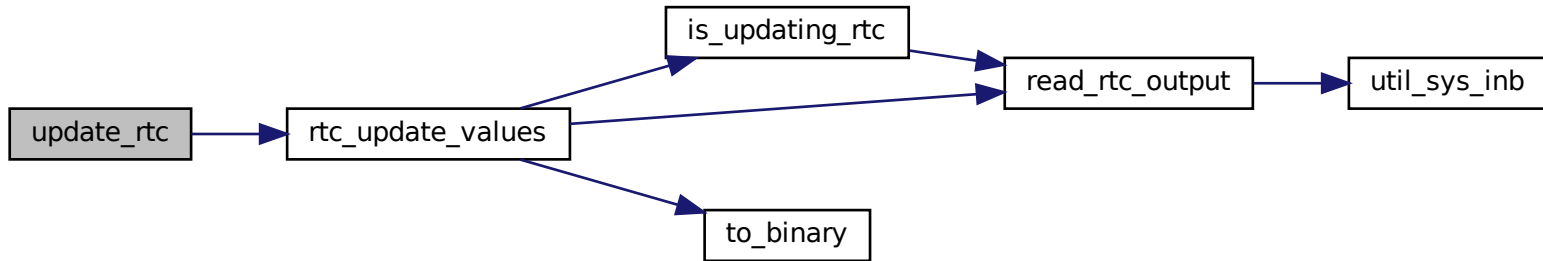 update_rtc
rtc_update_values
is_updating_rtc
read_rtc_output
util_sys_inb
to_binary